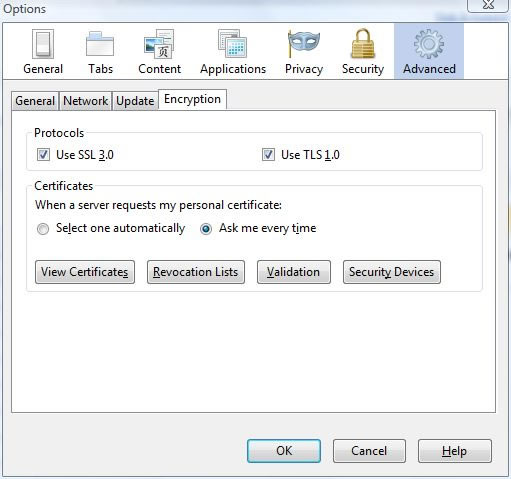 Options
General Tabs Content Applications Privacy Security Advanced
General Network Update Encryption
Protocols
Use SSL 3.0 Use TLS 1.0
Certificates
When a server requests my personal certificate:
Select one automatically Ask me every time
View Certificates Revocation Lists Validation Security Devices
OK Cancel Help